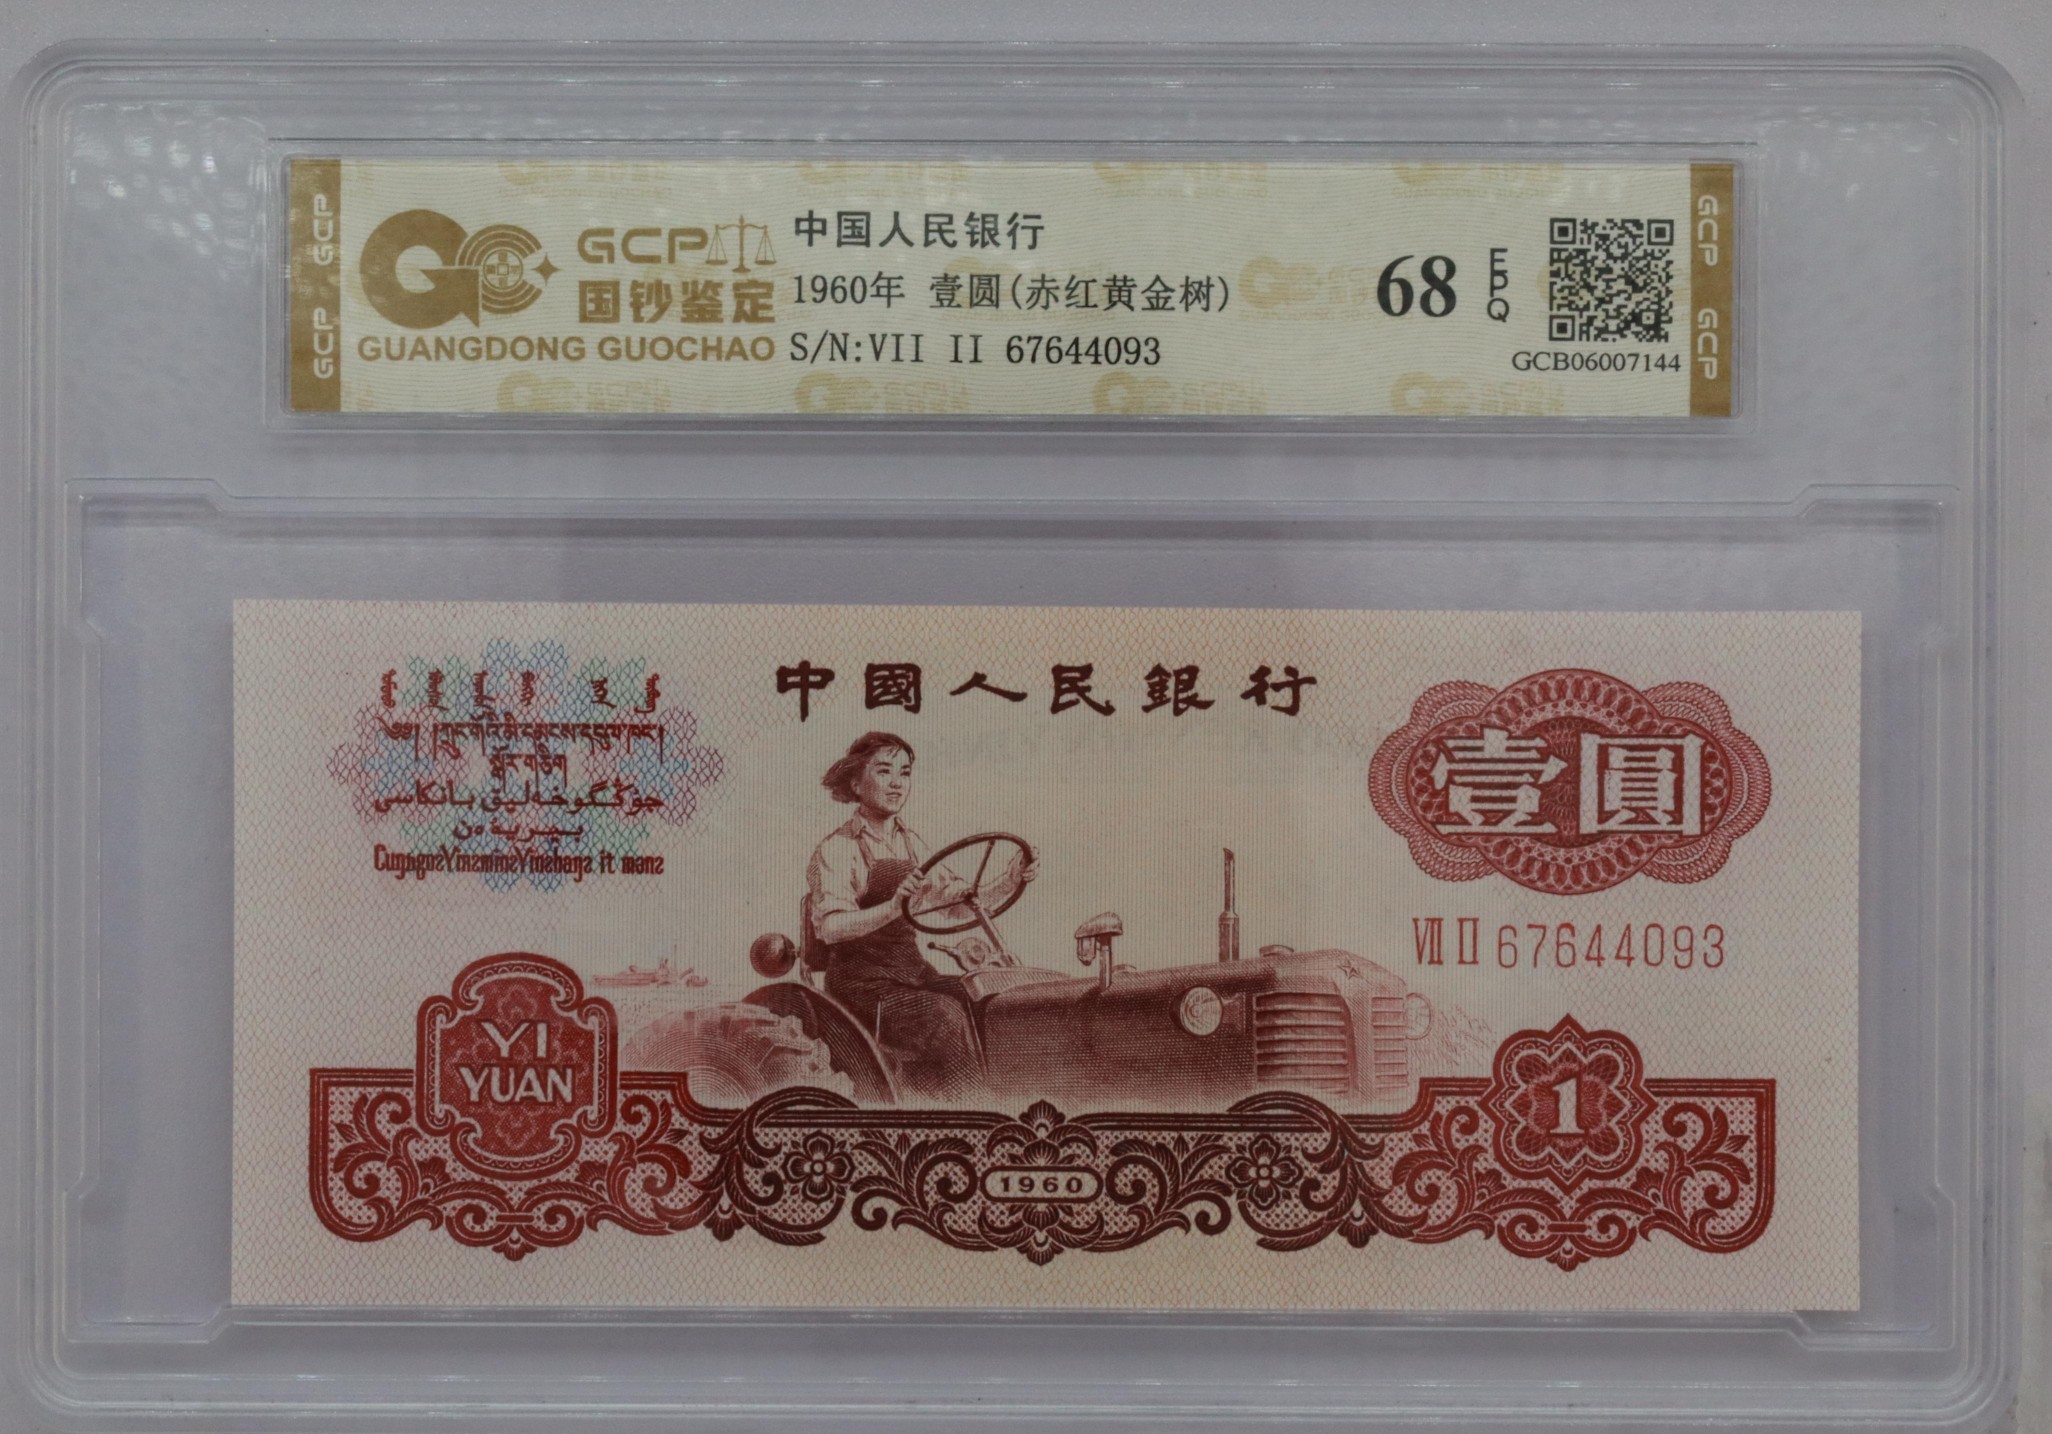 GCP
GCP
GCP
国钞鉴定
GUANGDONG GUOCHAO
中国人民银行
1960年 壹圆(赤红黄金树)
S/N:VII II 67644093
68
EPQ
GCB06007144
GCP
GCP
中國人民銀行
壹圓
VII II 67644093
YI
YUAN
1
1960